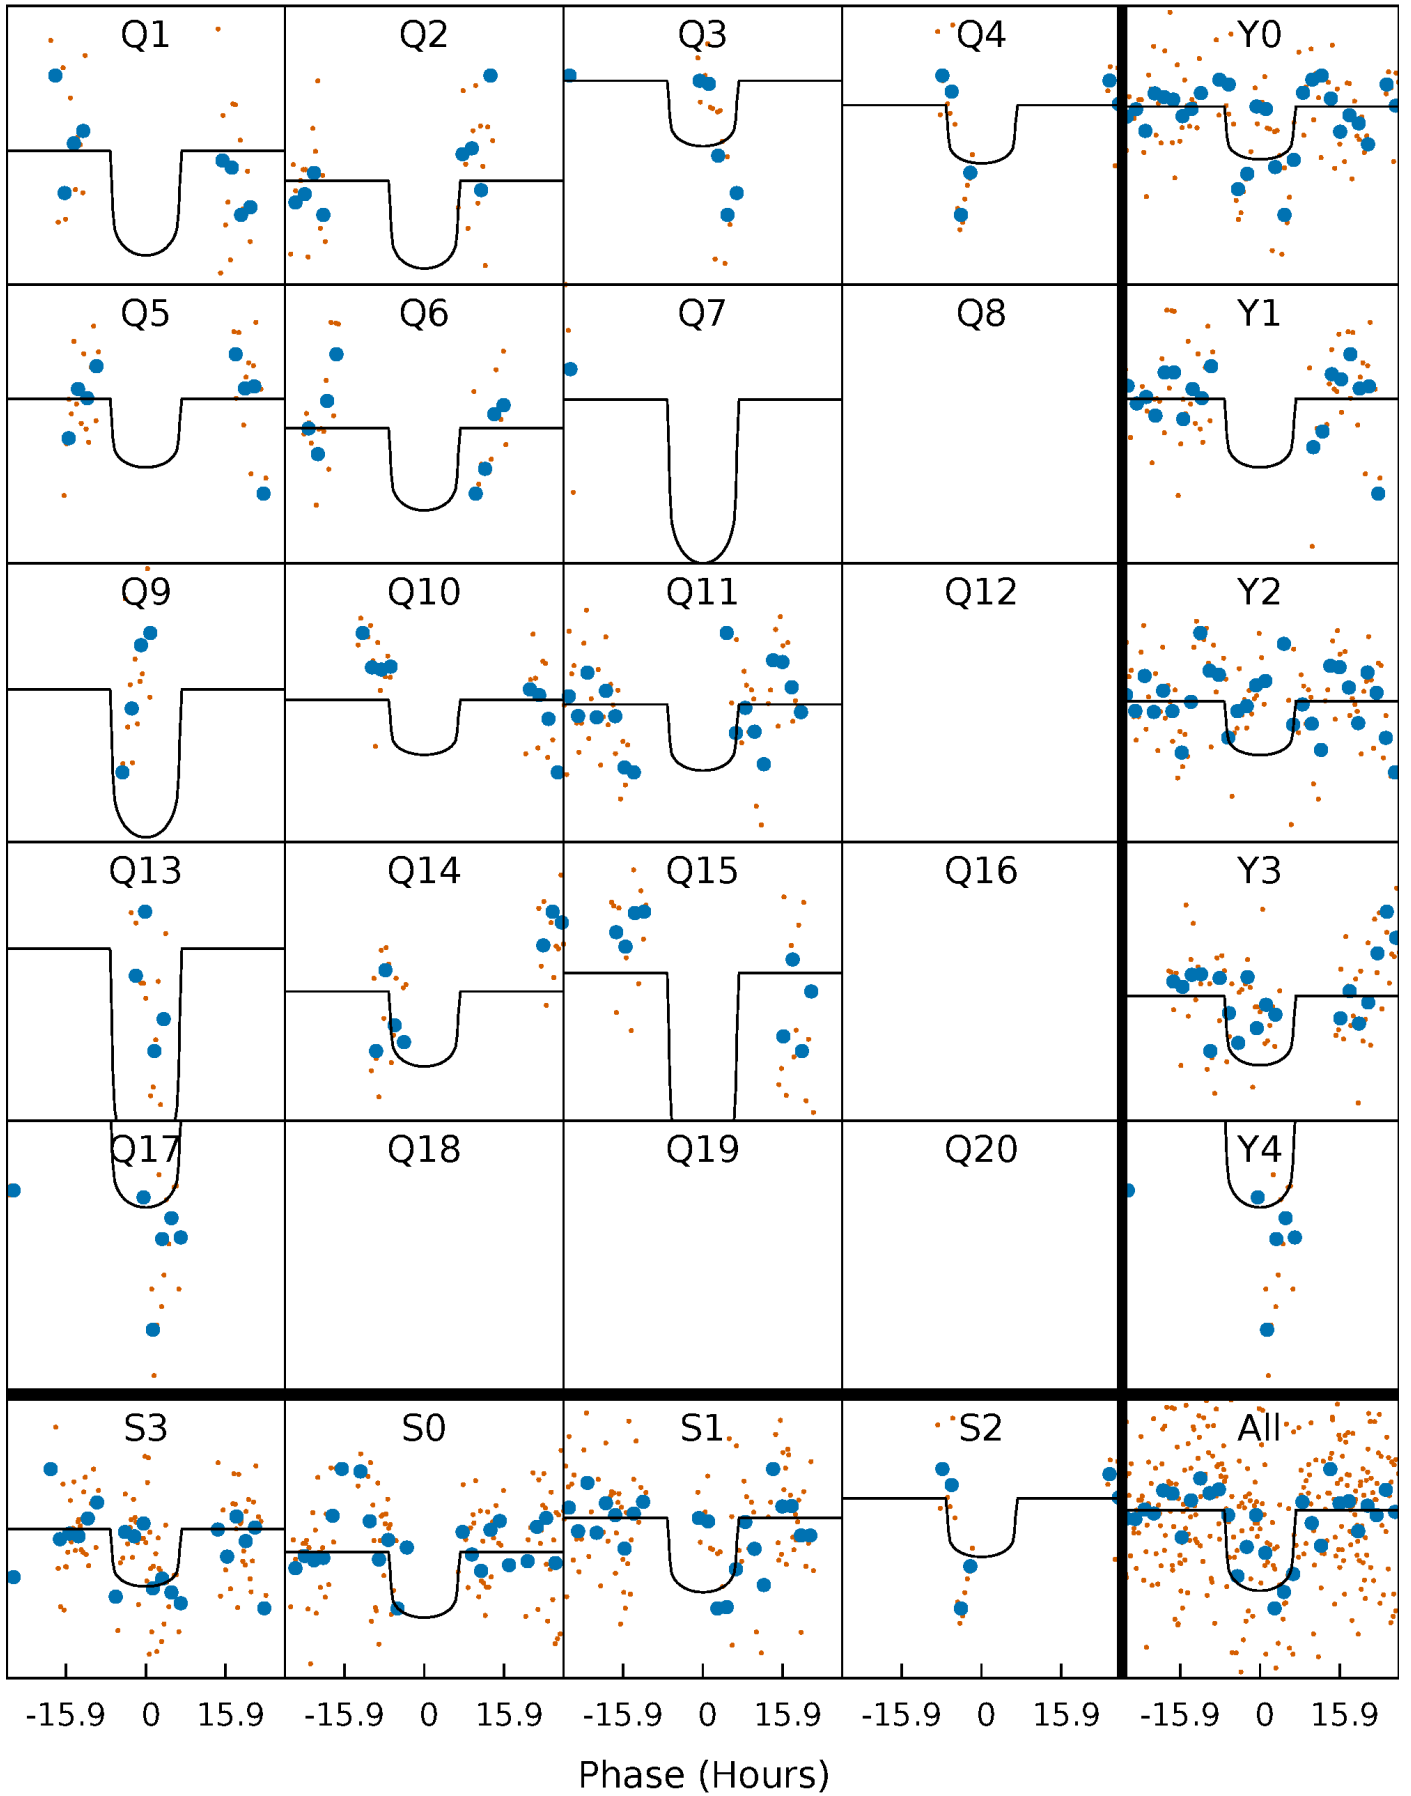 Q1 Q2 Q3 Q4 Y0
Q5 Q6 Q7 Q8 Y1
Q9 Q10 Q11 Q12 Y2
Q13 Q14 Q15 Q16 Y3
Q17 Q18 Q19 Q20 Y4
S3 S0 S1 S2 All
-15.9 0 15.9 -15.9 0 15.9 -15.9 0 15.9 -15.9 0 15.9 -15.9 0 15.9
Phase (Hours)